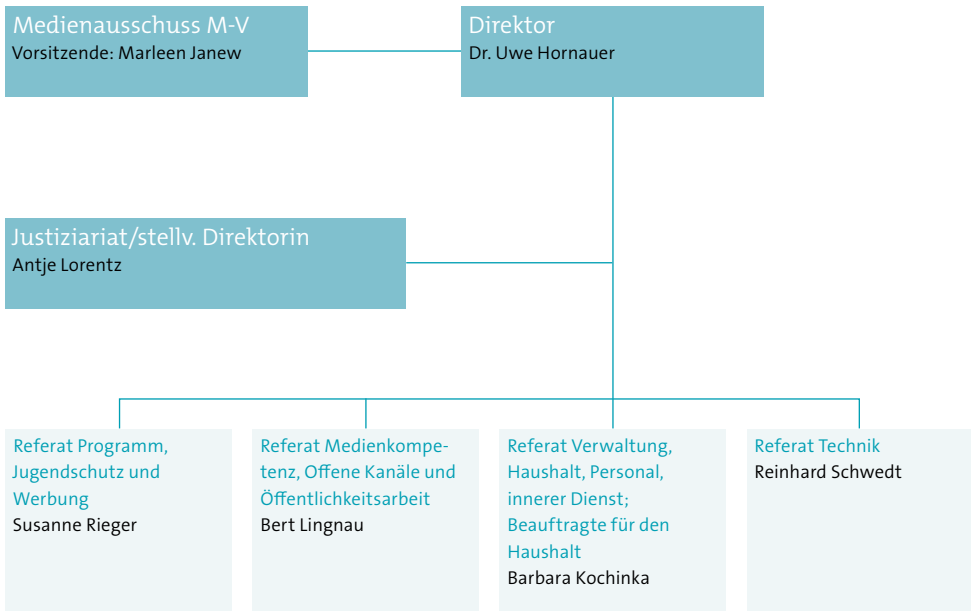 Medienausschuss M-V
Vorsitzende: Marleen Janew
Direktor
Dr. Uwe Hornauer
Justiziariat/stellv. Direktorin
Antje Lorentz
Referat Programm,
Jugendschutz und
Werbung
Susanne Rieger
Referat Medienkompe-
tenz, Offene Kanäle und
Öffentlichkeitsarbeit
Bert Lingnau
Referat Verwaltung,
Haushalt, Personal,
innerer Dienst;
Beauftragte für den
Haushalt
Barbara Kochinka
Referat Technik
Reinhard Schwedt